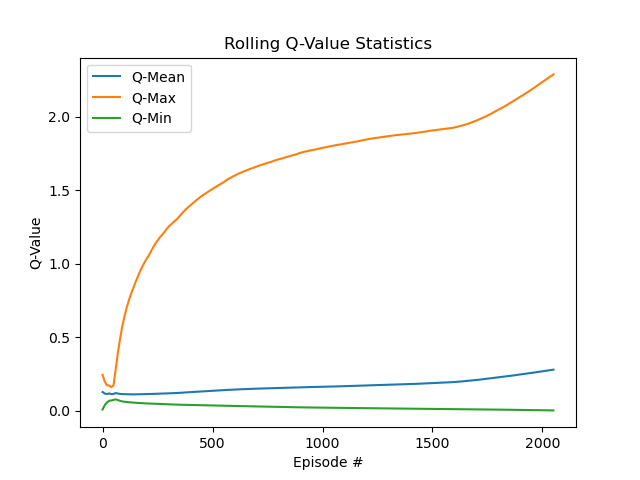 Rolling Q-Value Statistics
Q-Mean
Q-Max
Q-Min
Q-Value
2.0
1.5
1.0
0.5
0.0
0 500 1000 1500 2000
Episode #